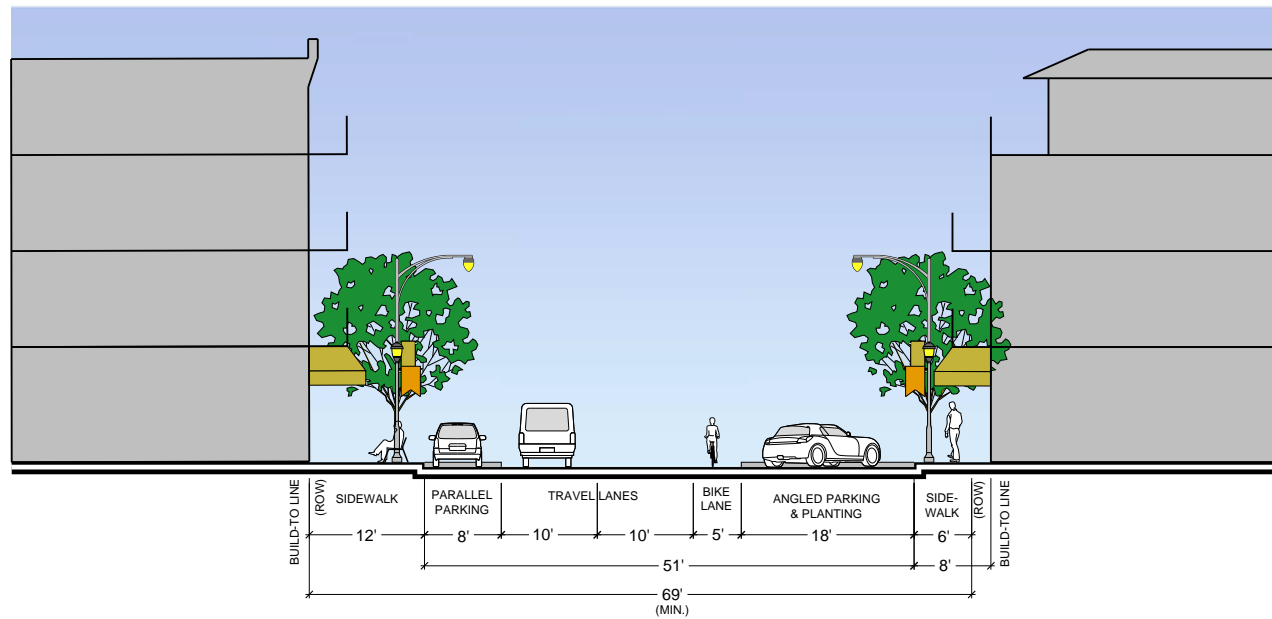 BUILD-TO LINE
(ROW)
SIDEWALK
PARALLEL
PARKING
TRAVEL LANES
BIKE
LANE
ANGLED PARKING
& PLANTING
SIDE-
WALK
(ROW)
BUILD-TO LINE
12'
8'
10'
10'
5'
18'
6'
51'
8'
69'
(MIN.)